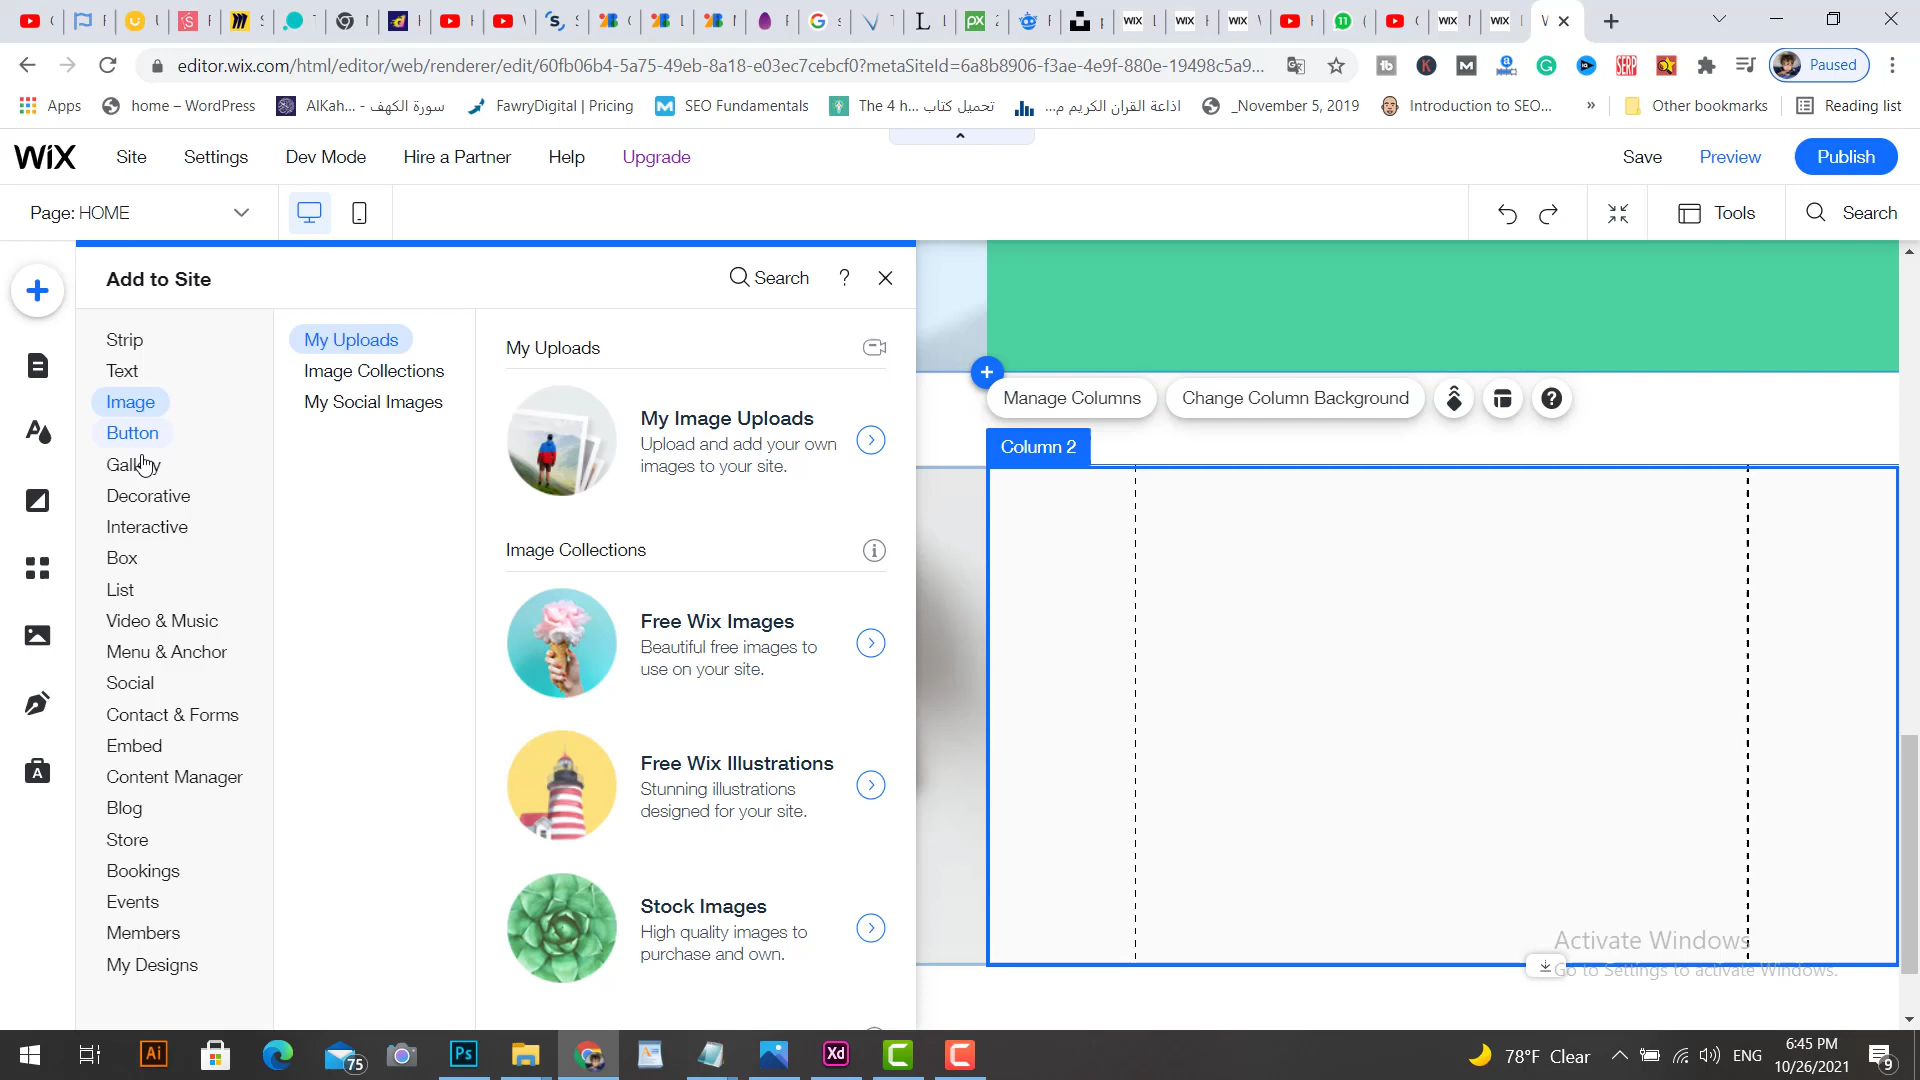 editor.wix.com/html/editor/web/renderer/edit/60fb06b4-5a75-49eb-8a18-e03ec7cebcf0?metaSiteId=6a8b8906-f3ae-4e9f-880e-19498c5a9...
Paused
Apps
home – WordPress
AlKah... - سورة الكهف
FawryDigital | Pricing
SEO Fundamentals
The 4 h... تحميل كتاب
اذاعة القران الكريم م...
_November 5, 2019
Introduction to SEO...
»
Other bookmarks
Reading list
WiX
Site
Settings
Dev Mode
Hire a Partner
Help
Upgrade
Save
Preview
Publish
Page: HOME
Tools
Search
Add to Site
Search
?
Strip
Text
Image
Button
Gallery
Decorative
Interactive
Box
List
Video & Music
Menu & Anchor
Social
Contact & Forms
Embed
Content Manager
Blog
Store
Bookings
Events
Members
My Designs
My Uploads
Image Collections
My Social Images
My Uploads
My Image Uploads
Upload and add your own
images to your site.
Image Collections
Free Wix Images
Beautiful free images to
use on your site.
Free Wix Illustrations
Stunning illustrations
designed for your site.
Stock Images
High quality images to
purchase and own.
Manage Columns
Change Column Background
Column 2
Activate Windows
Go to Settings to activate Windows.
Ai
75
Ps
Xd
78°F Clear
ENG
6:45 PM
10/26/2021
9